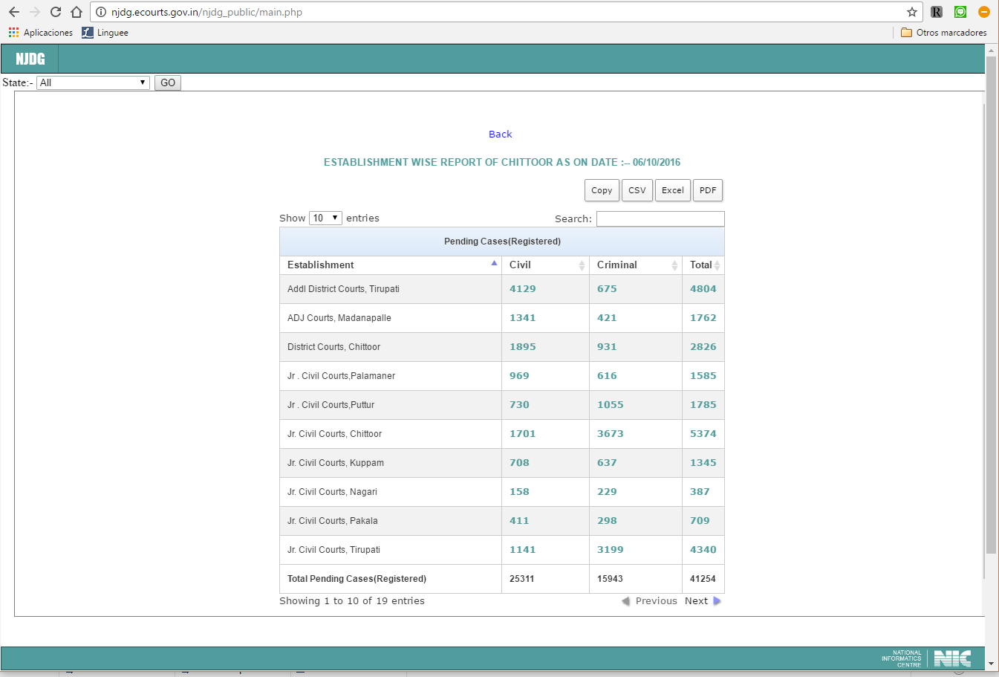 njdg.ecourts.gov.in/njdg_public/main.php
Aplicaciones Linguee Otros marcadores
NJDG
State:- All GO
Back
ESTABLISHMENT WISE REPORT OF CHITTOOR AS ON DATE :-- 06/10/2016
Copy CSV Excel PDF
Show 10 entries Search:
Pending Cases(Registered)
Establishment Civil Criminal Total
Addl District Courts, Tirupati 4129 675 4804
ADJ Courts, Madanapalle 1341 421 1762
District Courts, Chittoor 1895 931 2826
Jr . Civil Courts,Palamaner 969 616 1585
Jr . Civil Courts,Puttur 730 1055 1785
Jr. Civil Courts, Chittoor 1701 3673 5374
Jr. Civil Courts, Kuppam 708 637 1345
Jr. Civil Courts, Nagari 158 229 387
Jr. Civil Courts, Pakala 411 298 709
Jr. Civil Courts, Tirupati 1141 3199 4340
Total Pending Cases(Registered) 25311 15943 41254
Showing 1 to 10 of 19 entries Previous Next
NATIONAL
INFORMATICS
CENTRE
NIC